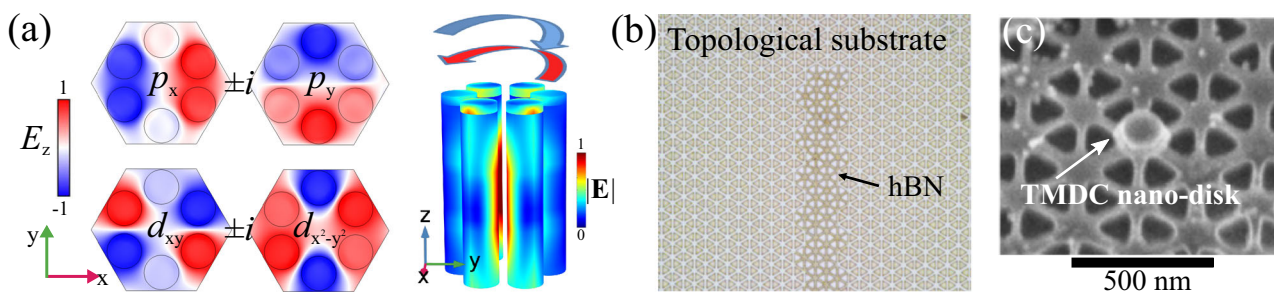 (a)
p_x ±i p_y
1
E_z
-1
d_xy ±i d_x²-y²
y
x
1
|E|
0
z
y
x
(b)
Topological substrate
hBN
(c)
TMDC nano-disk
500 nm